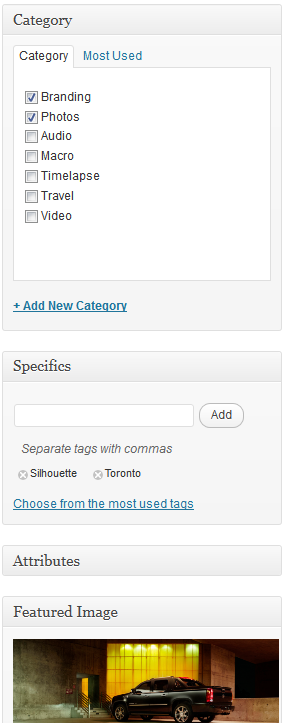 Category
Category Most Used
Branding
Photos
Audio
Macro
Timelapse
Travel
Video
+ Add New Category
Specifics
Add
Separate tags with commas
Silhouette Toronto
Choose from the most used tags
Attributes
Featured Image